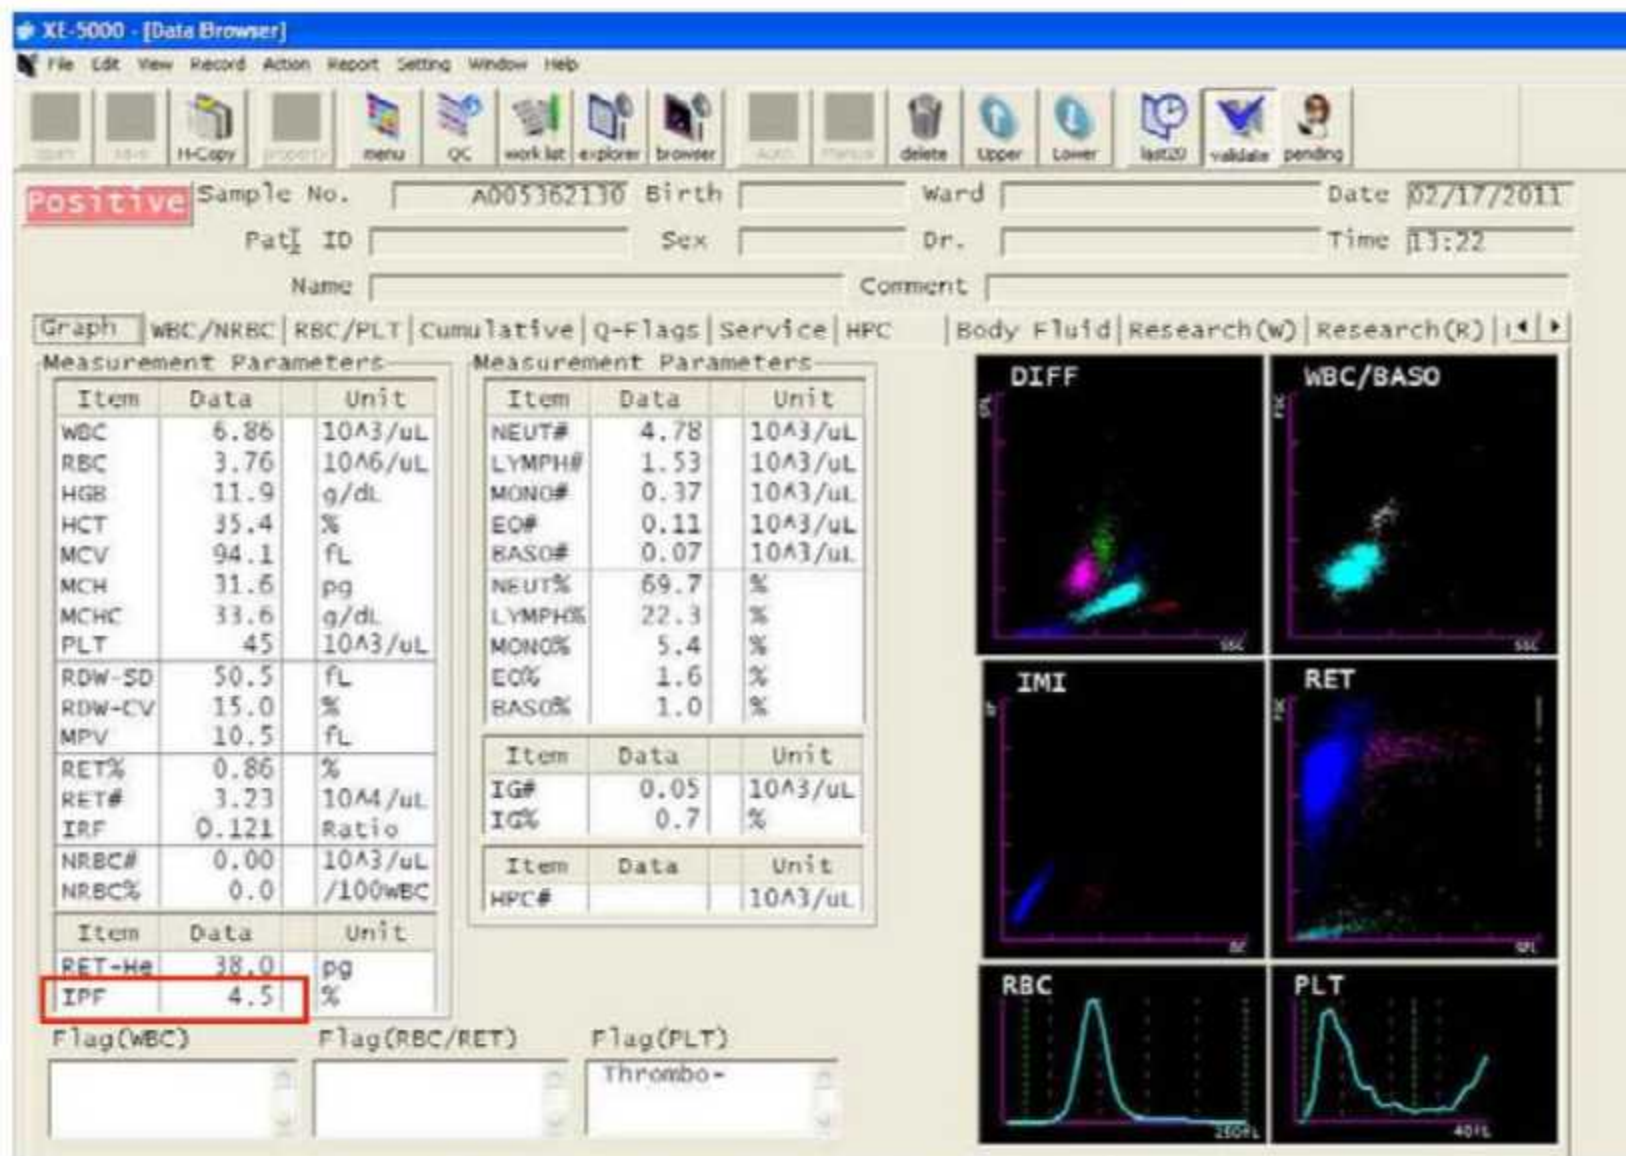 XE-5000 - [Data Browser]
File Edit View Record Action Report Setting Window Help
H-Copy menu QC work list explorer browser delete Upper Lower last20 validate pending
Positive Sample No. A005362130 Birth Ward Date 02/17/2011
Pat ID Sex Dr. Time 13:22
Name Comment
Graph WBC/NRBC RBC/PLT Cumulative Q-Flags Service HPC Body Fluid Research(W) Research(R)
Measurement Parameters
Item Data Unit
WBC 6.86 10^3/uL
RBC 3.76 10^6/uL
HGB 11.9 g/dL
HCT 35.4 %
MCV 94.1 fL
MCH 31.6 pg
MCHC 33.6 g/dL
PLT 45 10^3/uL
RDW-SD 50.5 fL
RDW-CV 15.0 %
MPV 10.5 fL
RET% 0.86 %
RET# 3.23 10^4/uL
IRF 0.121 Ratio
NRBC# 0.00 10^3/uL
NRBC% 0.0 /100WBC
Item Data Unit
RET-He 38.0 pg
IPF 4.5 %
Measurement Parameters
Item Data Unit
NEUT# 4.78 10^3/uL
LYMPH# 1.53 10^3/uL
MONO# 0.37 10^3/uL
EO# 0.11 10^3/uL
BASO# 0.07 10^3/uL
NEUT% 69.7 %
LYMPH% 22.3 %
MONO% 5.4 %
EO% 1.6 %
BASO% 1.0 %
Item Data Unit
IG# 0.05 10^3/uL
IG% 0.7 %
Item Data Unit
HPC# 10^3/uL
DIFF
SFL
SSC
WBC/BASO
FSC
SSC
IMI
RF
DC
RET
FSC
SFL
RBC
250fL
PLT
40fL
Flag(WBC) Flag(RBC/RET) Flag(PLT)
Thrombo-